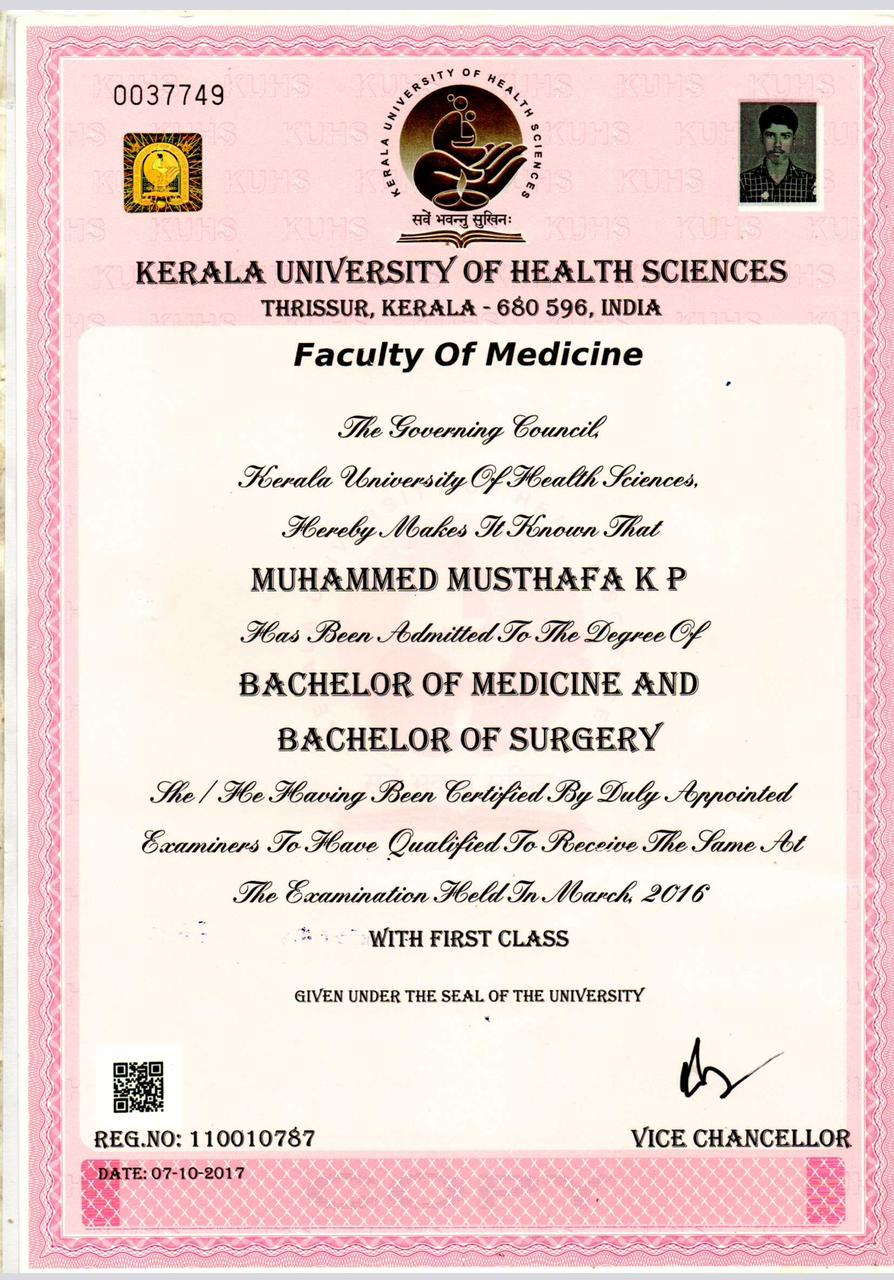 0037749
KERALA UNIVERSITY OF HEALTH SCIENCES
सर्वे भवन्तु सुखिनः
KERALA UNIVERSITY OF HEALTH SCIENCES
THRISSUR, KERALA - 680 596, INDIA
Faculty Of Medicine
The Governing Council,
Kerala University Of Health Sciences,
Hereby Makes It Known That
MUHAMMED MUSTHAFA K P
Has Been Admitted To The Degree Of
BACHELOR OF MEDICINE AND
BACHELOR OF SURGERY
She / He Having Been Certified By Duly Appointed
Examiners To Have Qualified To Receive The Same At
The Examination Held In March, 2016
WITH FIRST CLASS
GIVEN UNDER THE SEAL OF THE UNIVERSITY
REG.NO: 110010787
VICE CHANCELLOR
DATE: 07-10-2017